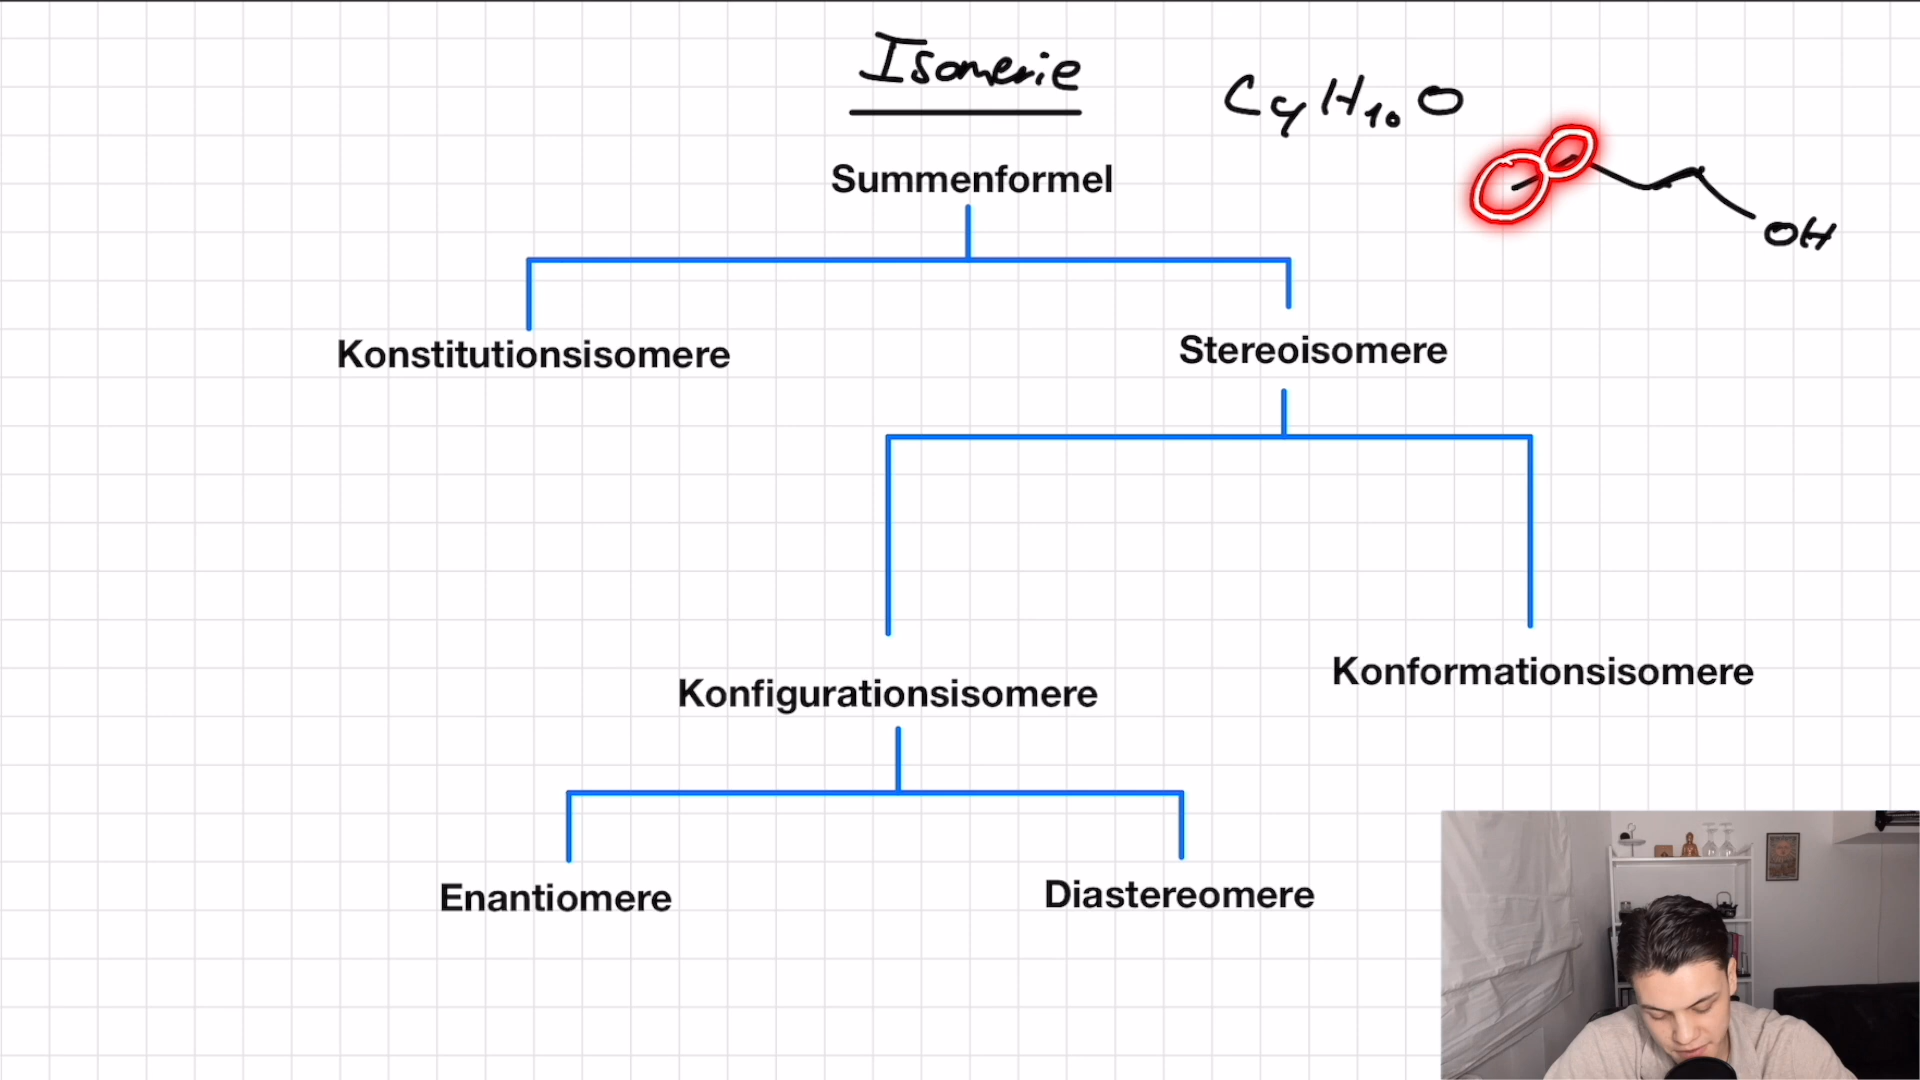 Isomerie
C₄H₁₀O
Summenformel
OH
Konstitutionsisomere
Stereoisomere
Konfigurationsisomere
Konformationsisomere
Enantiomere
Diastereomere